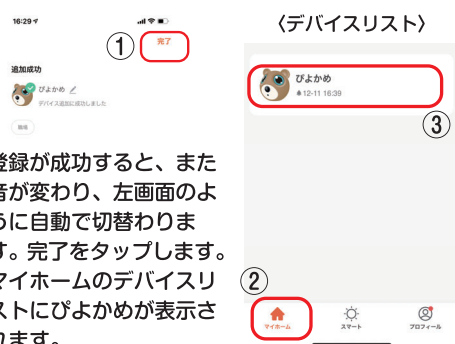 16:29
①
完了
追加成功
ぴよかめ
デバイス追加に成功しました
登録が成功すると、また
音が変わり、左画面のよ
うに自動で切替わりま
す。完了をタップします。
マイホームのデバイスリ
ストにぴよかめが表示さ
れます。
〈デバイスリスト〉
ぴよかめ
12-11 16:39
③
②
マイホーム
スマート
プロフィール